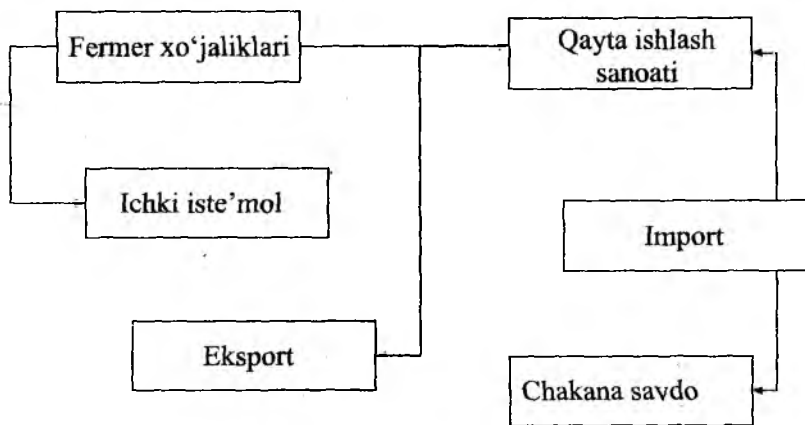 Fermer xo‘jaliklari
Qayta ishlash
sanoati
Ichki iste’mol
Import
Eksport
Chakana savdo